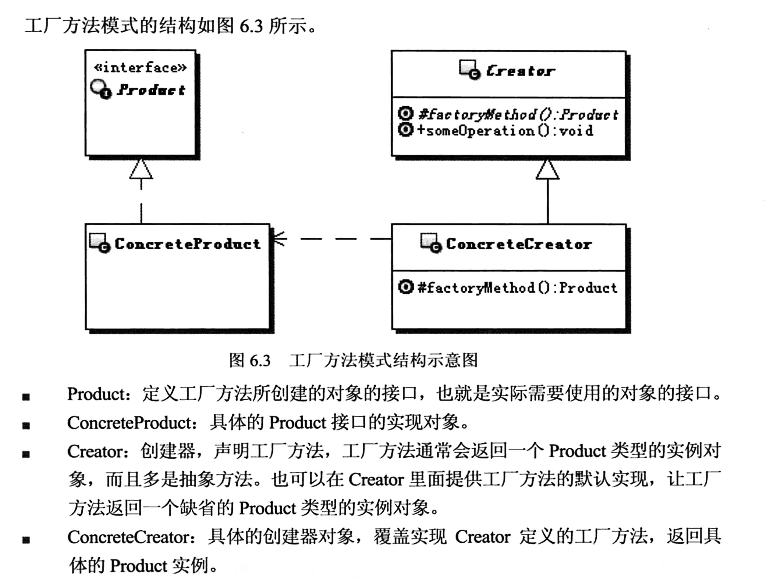 工厂方法模式的结构如图 6.3 所示。
«interface»
Product
Creator
#factoryMethod():Product
+someOperation():void
ConcreteProduct
ConcreteCreator
#factoryMethod():Product
图 6.3 工厂方法模式结构示意图
■ Product：定义工厂方法所创建的对象的接口，也就是实际需要使用的对象的接口。
■ ConcreteProduct：具体的 Product 接口的实现对象。
■ Creator：创建器，声明工厂方法，工厂方法通常会返回一个 Product 类型的实例对
象，而且多是抽象方法。也可以在 Creator 里面提供工厂方法的默认实现，让工厂
方法返回一个缺省的 Product 类型的实例对象。
■ ConcreteCreator：具体的创建器对象，覆盖实现 Creator 定义的工厂方法，返回具
体的 Product 实例。